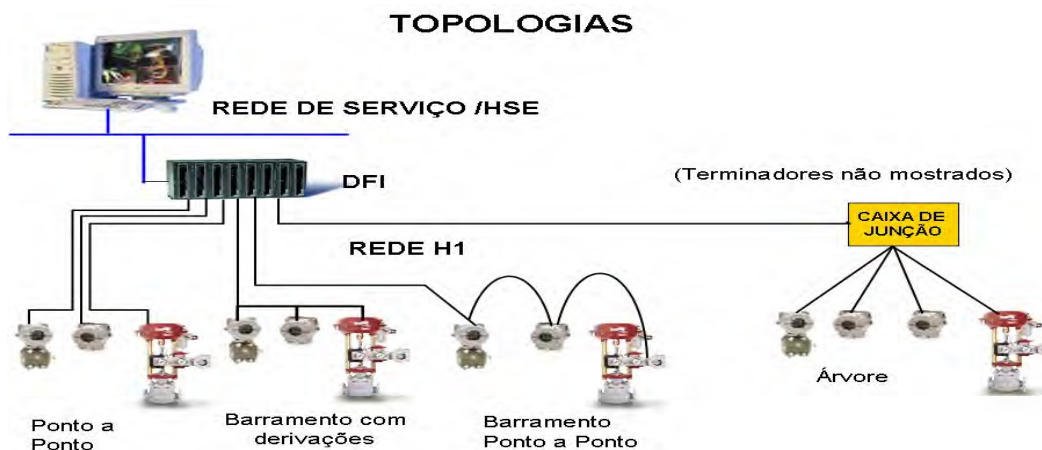 TOPOLOGIAS
REDE DE SERVIÇO /HSE
DFI
(Terminadores não mostrados)
CAIXA DE
JUNÇÃO
REDE H1
Ponto a
Ponto
Barramento com
derivações
Barramento
Ponto a Ponto
Árvore